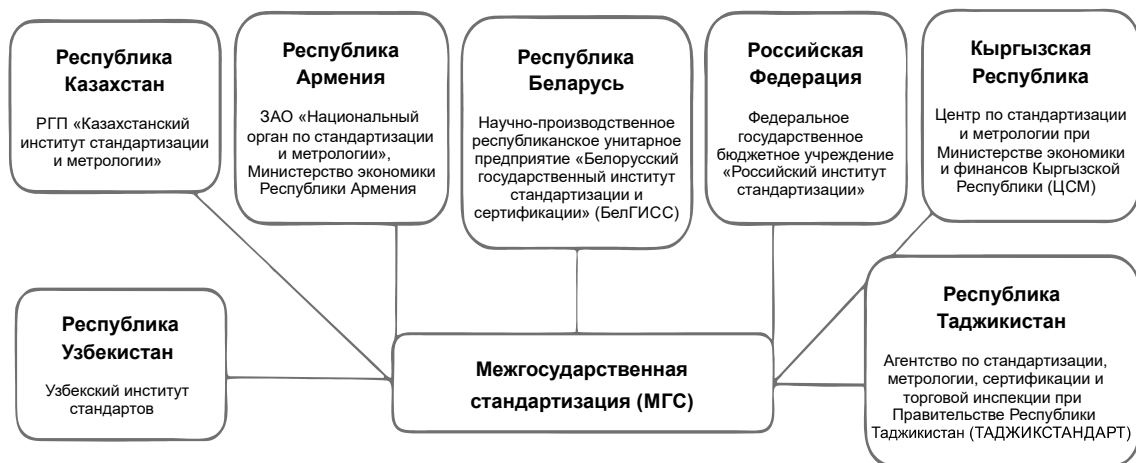 Республика
Казахстан
РГП «Казахстанский
институт стандартизации
и метрологии»
Республика
Армения
ЗАО «Национальный
орган по стандартизации
и метрологии»,
Министерство экономики
Республики Армения
Республика
Беларусь
Научно-производственное
республиканское унитарное
предприятие «Белорусский
государственный институт
стандартизации и
сертификации» (БелГИСС)
Российская
Федерация
Федеральное
государственное
бюджетное учреждение
«Российский институт
стандартизации»
Кыргызская
Республика
Центр по стандартизации
и метрологии при
Министерстве экономики
и финансов Кыргызской
Республики (ЦСМ)
Республика
Узбекистан
Узбекский институт
стандартов
Межгосударственная
стандартизация (МГС)
Республика
Таджикистан
Агентство по стандартизации,
метрологии, сертификации и
торговой инспекции при
Правительстве Республики
Таджикистан (ТАДЖИКСТАНДАРТ)